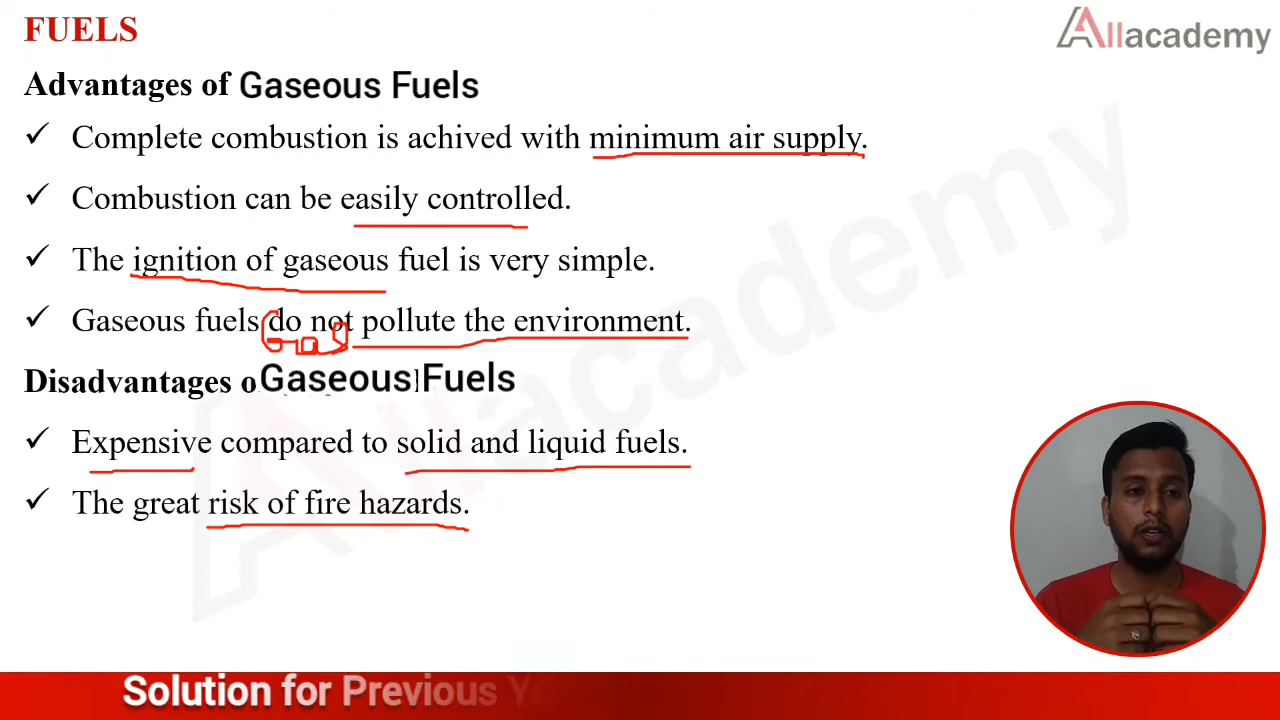 FUELS
Allacademy
Advantages of Gaseous Fuels
✓ Complete combustion is achived with minimum air supply.
✓ Combustion can be easily controlled.
✓ The ignition of gaseous fuel is very simple.
✓ Gaseous fuels do not pollute the environment.
Gas
Disadvantages o Gaseous Fuels
✓ Expensive compared to solid and liquid fuels.
✓ The great risk of fire hazards.
Allacademy
Solution for Previous Y